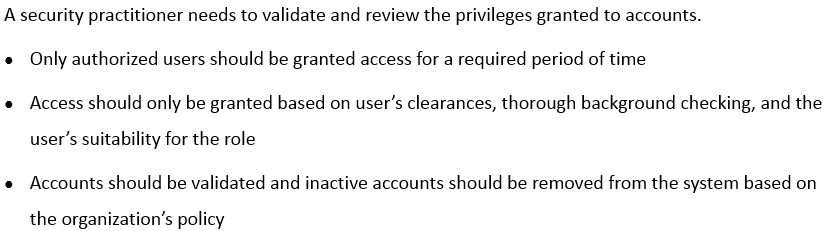 A security practitioner needs to validate and review the privileges granted to accounts.
• Only authorized users should be granted access for a required period of time
• Access should only be granted based on user’s clearances, thorough background checking, and the
user’s suitability for the role
• Accounts should be validated and inactive accounts should be removed from the system based on
the organization’s policy